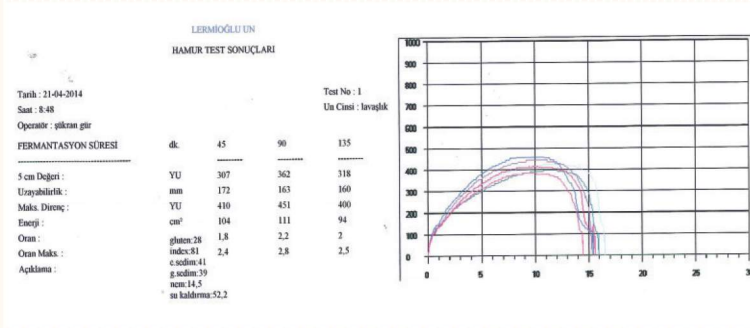 LERMİOĞLU UN
HAMUR TEST SONUÇLARI
Tarih : 21-04-2014
Test No : 1
Saat : 8:48
Un Cinsi : lavaşlık
Operatör : şükran gür
FERMANTASYON SÜRESİ dk. 45 90 135
5 cm Değeri : YU 307 362 318
Uzayabilirlik : mm 172 163 160
Maks. Direnç : YU 410 451 400
Enerji : cm² 104 111 94
Oran : 1,8 2,2 2
Oran Maks. : 2,4 2,8 2,5
Açıklama : gluten:28
index:81
e.sedim:41
g.sedim:39
nem:14,5
su kaldırma:52,2
1000
900
800
700
600
500
400
300
200
100
0
0 5 10 15 20 25 3